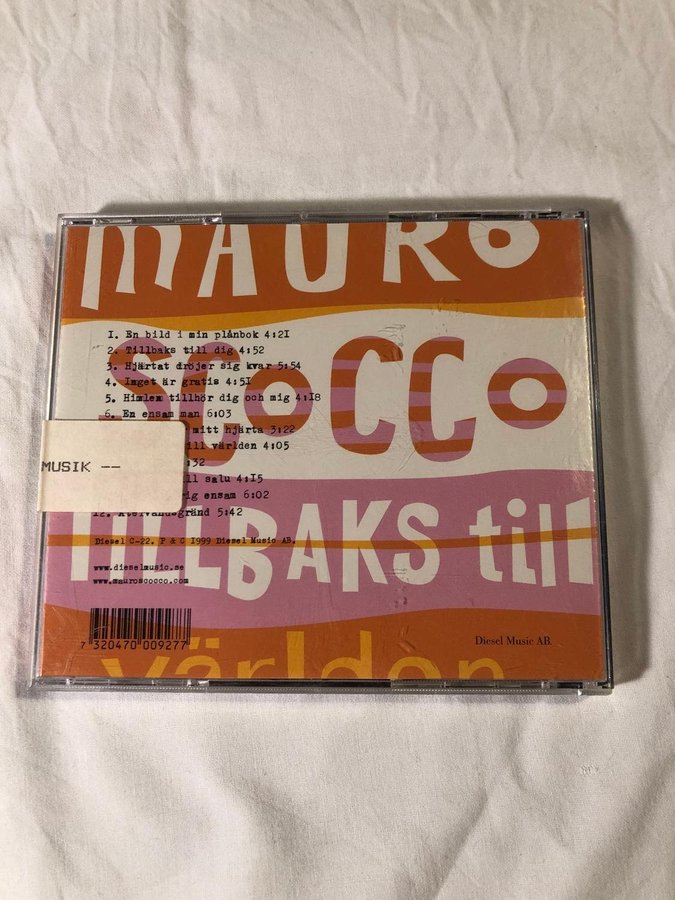 MAURO
SCOCCO
TILLBAKS till
världen
1. En bild i min plånbok 4:21
2. Tillbaks till dig 4:52
3. Hjärtat dröjer sig kvar 5:54
4. Inget är gratis 4:51
5. Himlen tillhör dig och mig 4:18
6. En ensam man 6:03
mitt hjärta 3:22
till världen 4:05
:32
till salu 4:15
ensam 6:02
12. Återvändsgränd 5:42
MUSIK --
Diesel C-22. P & C 1999 Diesel Music AB.
www.dieselmusic.se
www.mauroscocco.com
7 320470 009277
Diesel Music AB.